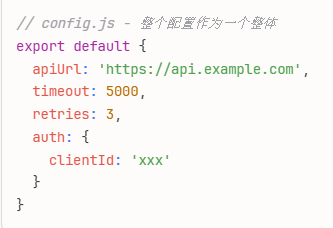 // config.js - 整个配置作为一个整体
export default {
  apiUrl: 'https://api.example.com',
  timeout: 5000,
  retries: 3,
  auth: {
    clientId: 'xxx'
  }
}